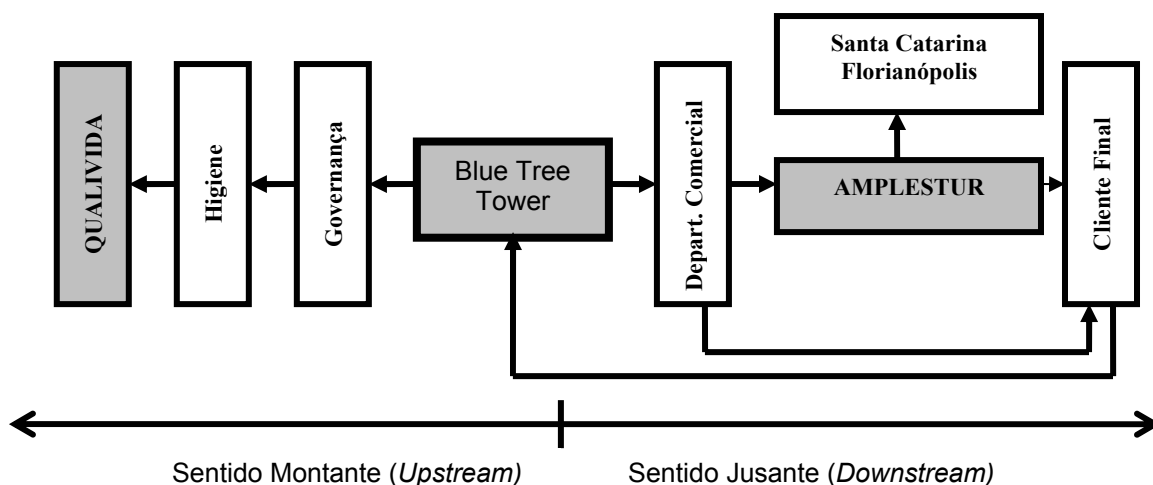 QUALIVIDA
Higiene
Governança
Blue Tree
Tower
Depart. Comercial
Santa Catarina
Florianópolis
AMPLESTUR
Cliente Final
Sentido Montante (Upstream)
Sentido Jusante (Downstream)